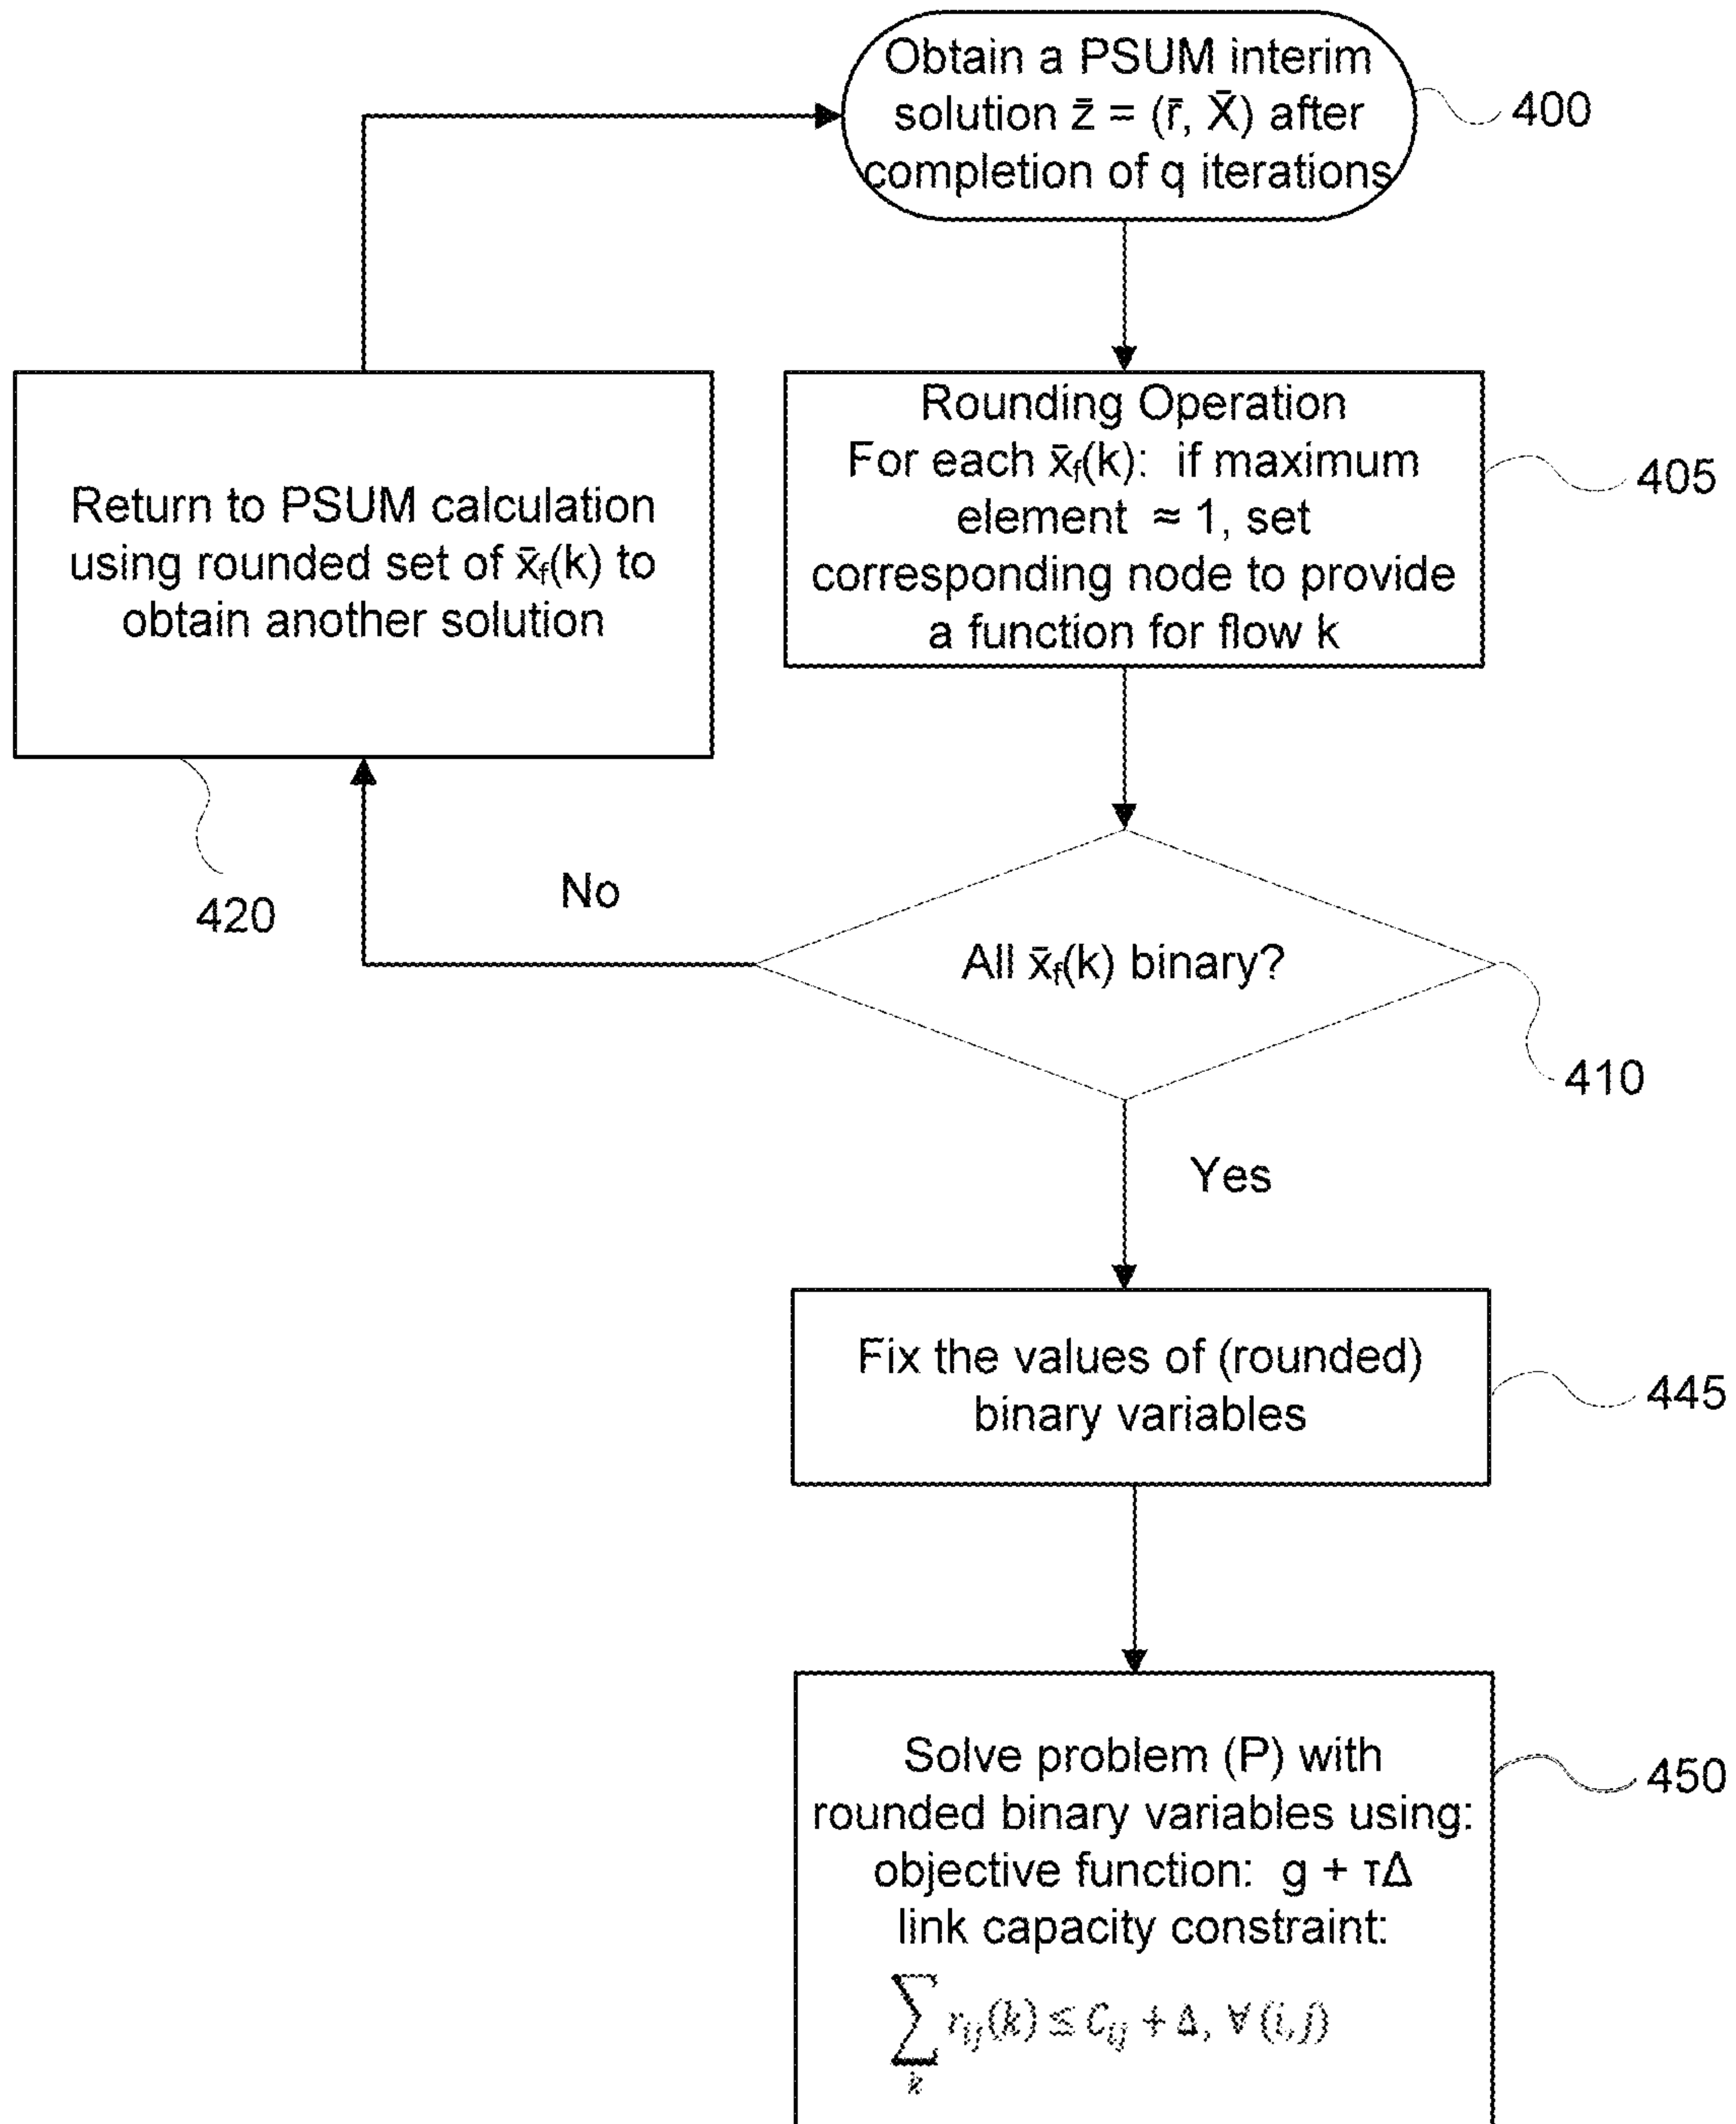 Obtain a PSUM interim
solution z̄ = (r̄, X̄) after
completion of q iterations
400
Rounding Operation
For each x̄f(k): if maximum
element ≈ 1, set
corresponding node to provide
a function for flow k
405
Return to PSUM calculation
using rounded set of x̄f(k) to
obtain another solution
420
No
All x̄f(k) binary?
410
Yes
Fix the values of (rounded)
binary variables
445
Solve problem (P) with
rounded binary variables using:
objective function: g + τΔ
link capacity constraint:
∑k rij(k) ≦ Cij + Δ, ∀ (i,j)
450